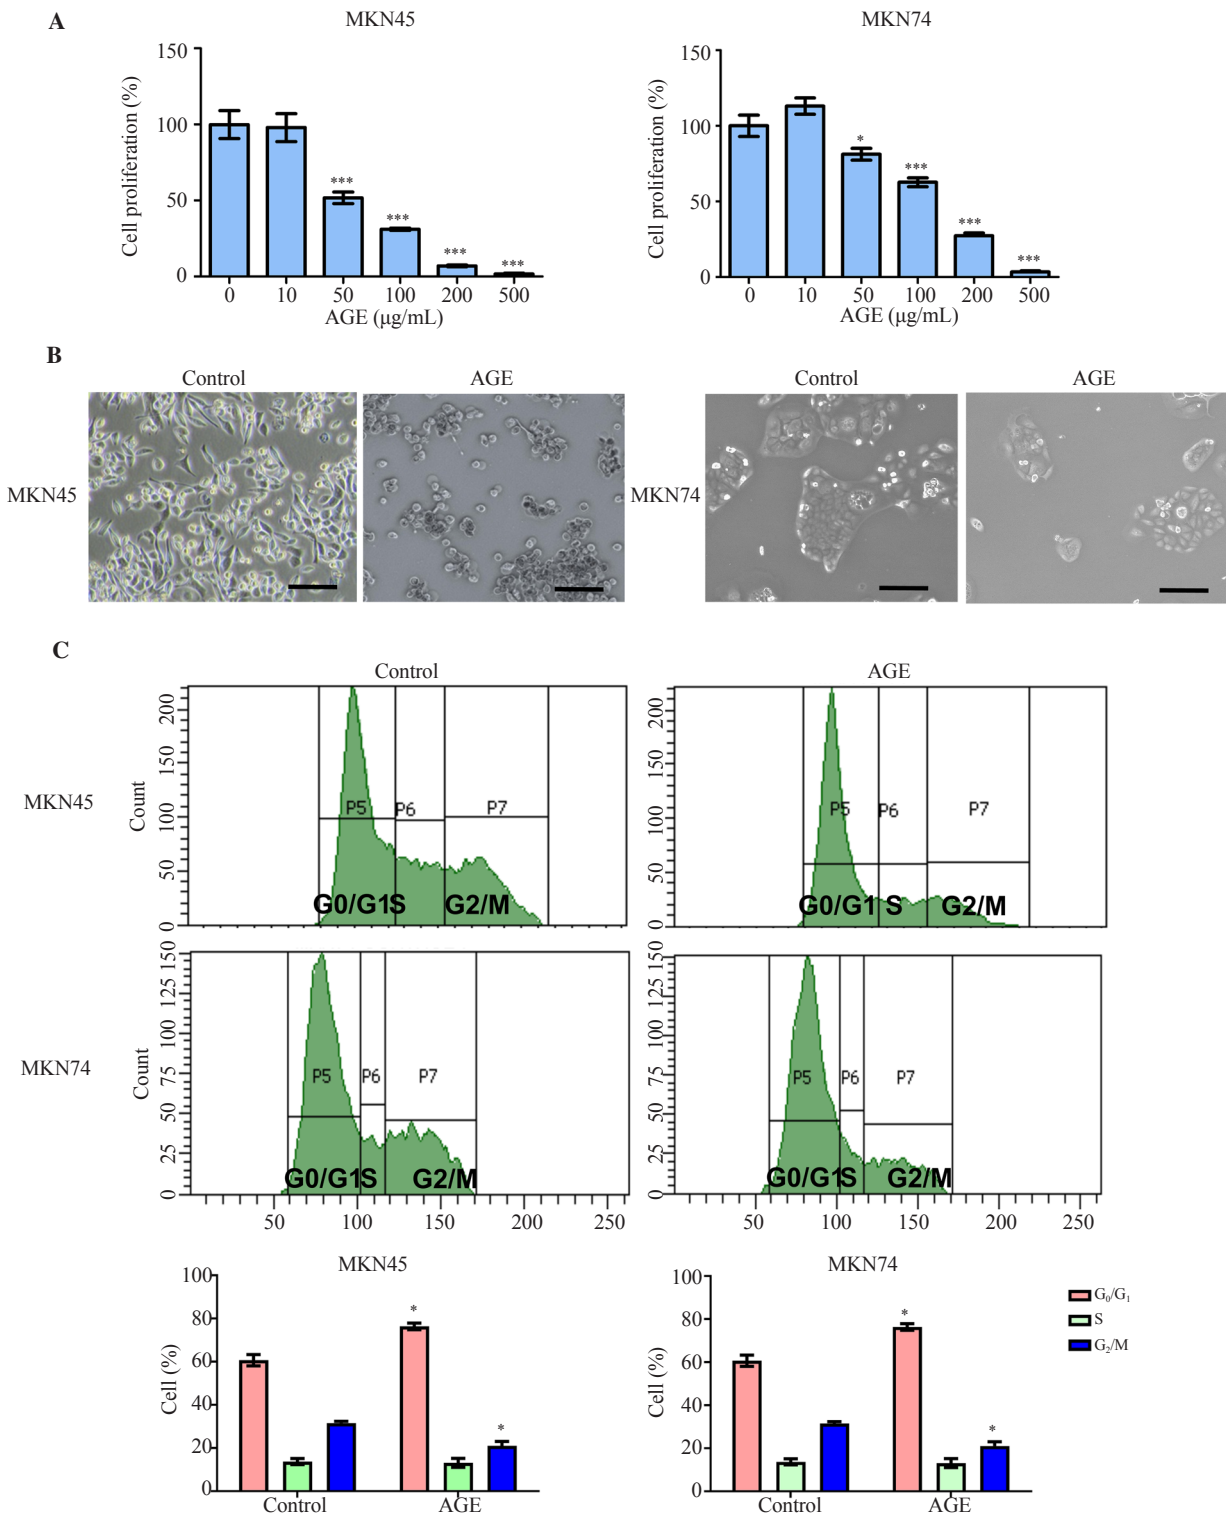 A
MKN45
MKN74
150
100
50
0
Cell proliferation (%)
***
***
***
***
0 10 50 100 200 500
AGE (μg/mL)
150
100
50
0
Cell proliferation (%)
*
***
***
***
0 10 50 100 200 500
AGE (μg/mL)
B
Control AGE
MKN45
Control AGE
MKN74
C
Control
AGE
MKN45
Count
200
150
100
50
0
P5 P6 P7
G0/G1 S G2/M
200
150
100
50
0
P5 P6 P7
G0/G1 S G2/M
MKN74
Count
150
125
100
75
50
25
0
P5 P6 P7
G0/G1 S G2/M
50 100 150 200 250
150
125
100
75
50
25
0
P5 P6 P7
G0/G1 S G2/M
50 100 150 200 250
MKN45
Cell (%)
100
80
60
40
20
0
*
*
Control AGE
MKN74
Cell (%)
100
80
60
40
20
0
*
*
Control AGE
G₀/G₁
S
G₂/M